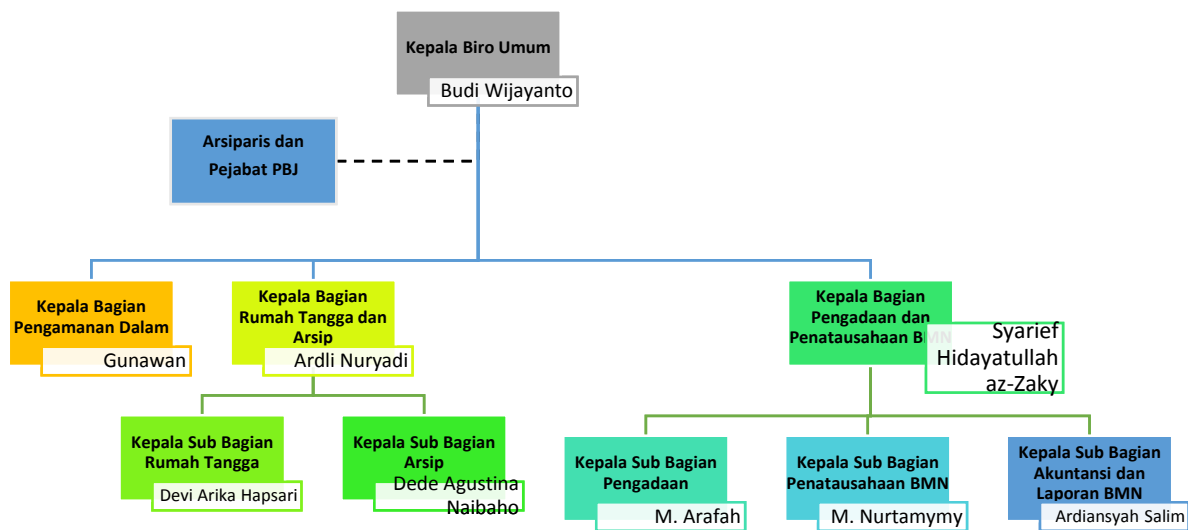 Kepala Biro Umum
Budi Wijayanto
Arsiparis dan
Pejabat PBJ
Kepala Bagian
Pengamanan Dalam
Gunawan
Kepala Bagian
Rumah Tangga dan
Arsip
Ardli Nuryadi
Kepala Bagian
Pengadaan dan
Penatausahaan BMN
Syarief
Hidayatullah
az-Zaky
Kepala Sub Bagian
Rumah Tangga
Devi Arika Hapsari
Kepala Sub Bagian
Arsip
Dede Agustina
Naibaho
Kepala Sub Bagian
Pengadaan
M. Arafah
Kepala Sub Bagian
Penatausahaan BMN
M. Nurtamymy
Kepala Sub Bagian
Akuntansi dan
Laporan BMN
Ardiansyah Salim